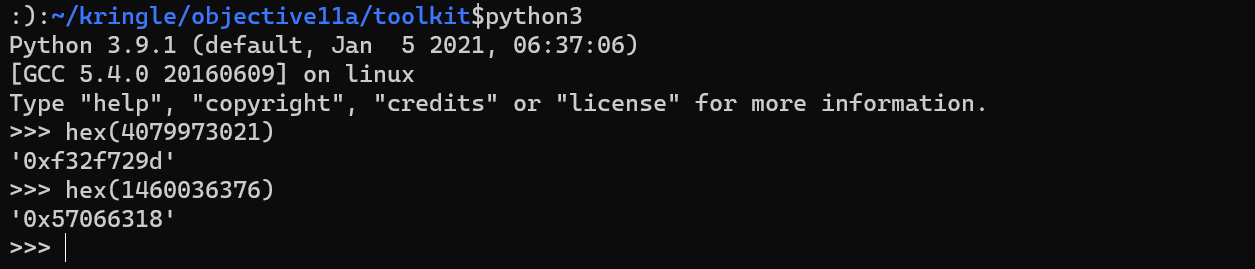 :):~/kringle/objective11a/toolkit$python3
Python 3.9.1 (default, Jan  5 2021, 06:37:06)
[GCC 5.4.0 20160609] on linux
Type "help", "copyright", "credits" or "license" for more information.
>>> hex(4079973021)
'0xf32f729d'
>>> hex(1460036376)
'0x57066318'
>>>